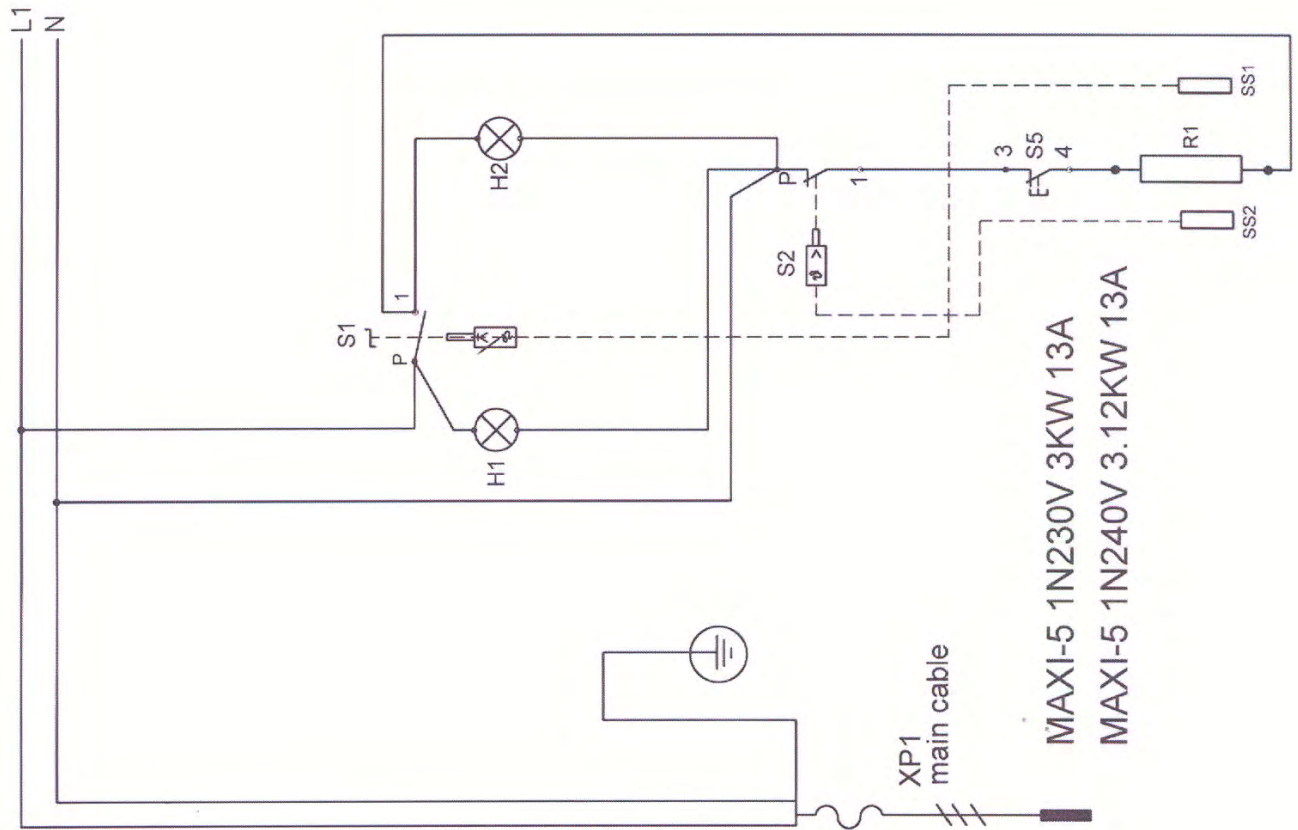 L1
N
S1
P
1
H1
H2
P
1
S2
3
S5
4
R1
SS1
SS2
XP1
main cable
MAXI-5 1N230V 3KW 13A
MAXI-5 1N240V 3.12KW 13A